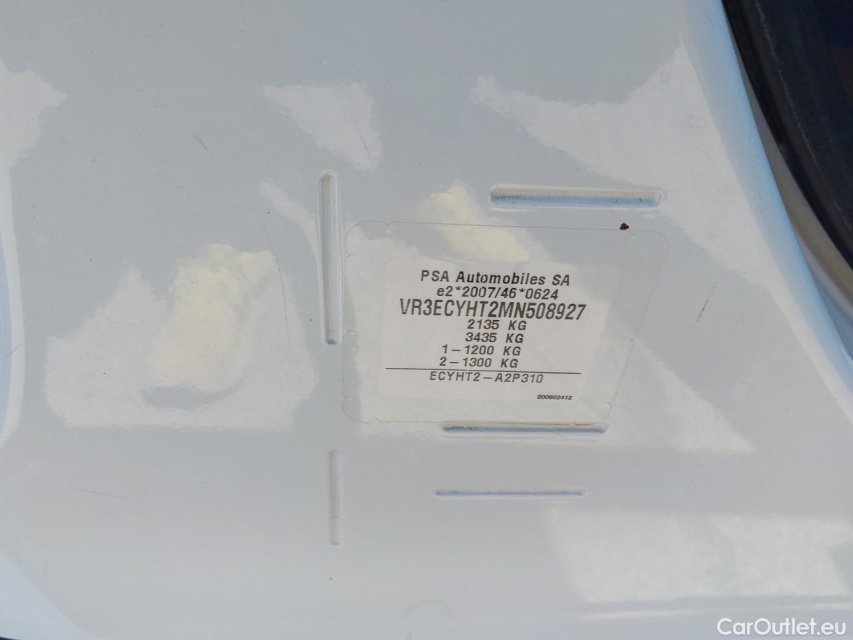 PSA Automobiles SA
e2*2007/46*0624
VR3ECYHT2MN508927
2135 KG
3435 KG
1-1200 KG
2-1300 KG
ECYHT2-A2P310
200602412
CarOutlet.eu